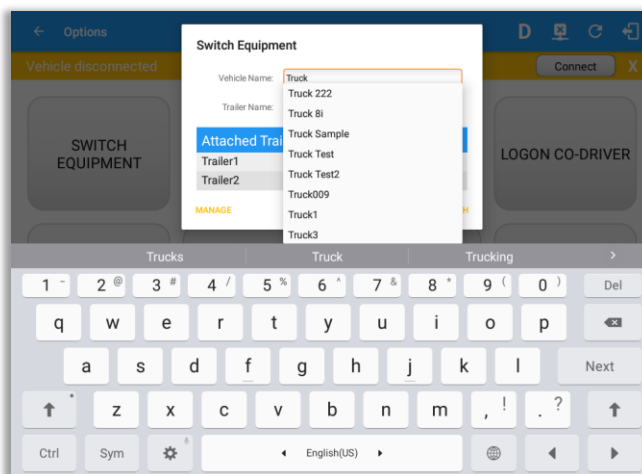 ← Options
D
Vehicle disconnected
Connect
X
Switch Equipment
Vehicle Name: Truck
Trailer Name:
Truck 222
Truck 8i
Truck Sample
Truck Test
Truck Test2
Truck009
Truck1
Truck3
Attached Trai
Trailer1
Trailer2
MANAGE
H
SWITCH
EQUIPMENT
LOGON CO-DRIVER
Trucks Truck Trucking >
1 - 2 @ 3 # 4 / 5 % 6 ^ 7 & 8 * 9 ( 0 ) Del
q w e r t y u i o p
a s d f g h j k l Next
z x c v b n m , ! . ?
Ctrl Sym English(US)